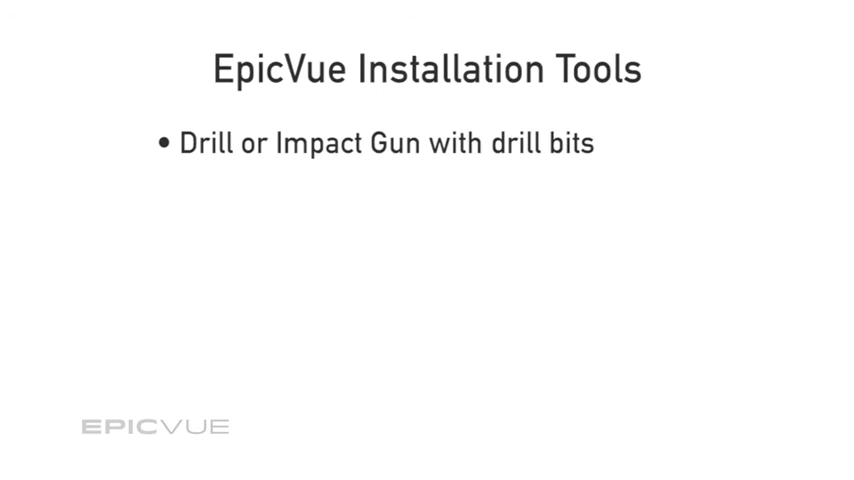 EpicVue Installation Tools
• Drill or Impact Gun with drill bits
EPICVUE